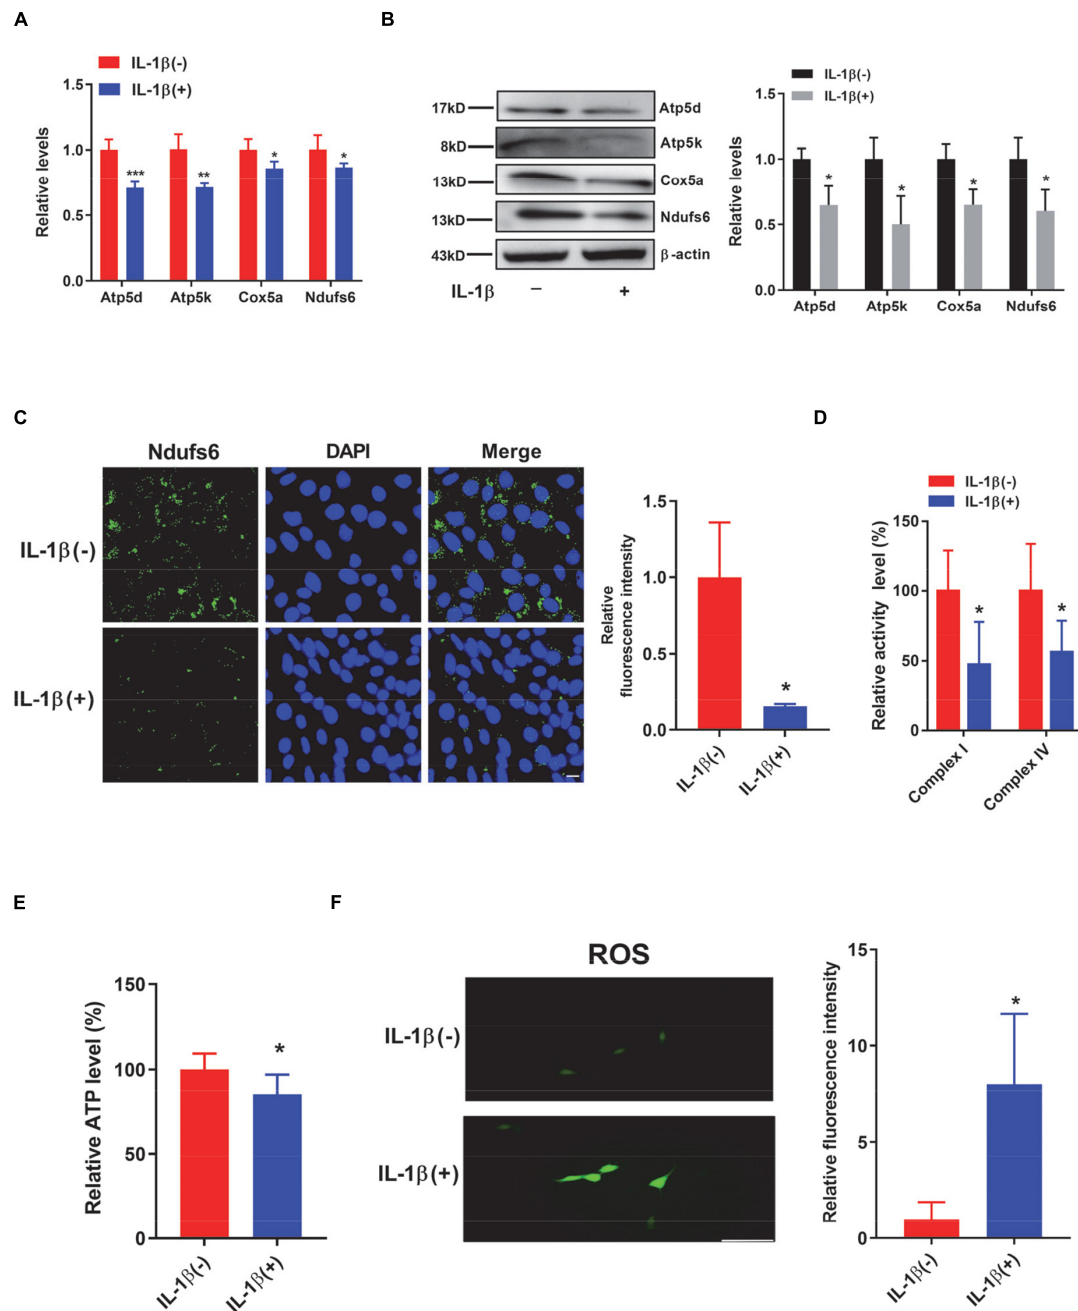 A
IL-1β(-)
IL-1β(+)
Relative levels
1.5
1.0
0.5
0.0
***
**
*
*
Atp5d Atp5k Cox5a Ndufs6
B
17kD Atp5d
8kD Atp5k
13kD Cox5a
13kD Ndufs6
43kD β-actin
IL-1β − +
IL-1β(-)
IL-1β(+)
Relative levels
1.5
1.0
0.5
0.0
*
*
*
*
Atp5d Atp5k Cox5a Ndufs6
C
Ndufs6 DAPI Merge
IL-1β(-)
IL-1β(+)
Relative
fluorescence intensity
1.5
1.0
0.5
0.0
*
IL-1β(-) IL-1β(+)
D
IL-1β(-)
IL-1β(+)
Relative activity level (%)
150
100
50
0
*
*
Complex I Complex IV
E
Relative ATP level (%)
150
100
50
0
*
IL-1β(-) IL-1β(+)
F
ROS
IL-1β(-)
IL-1β(+)
Relative fluorescence intensity
15
10
5
0
*
IL-1β(-) IL-1β(+)